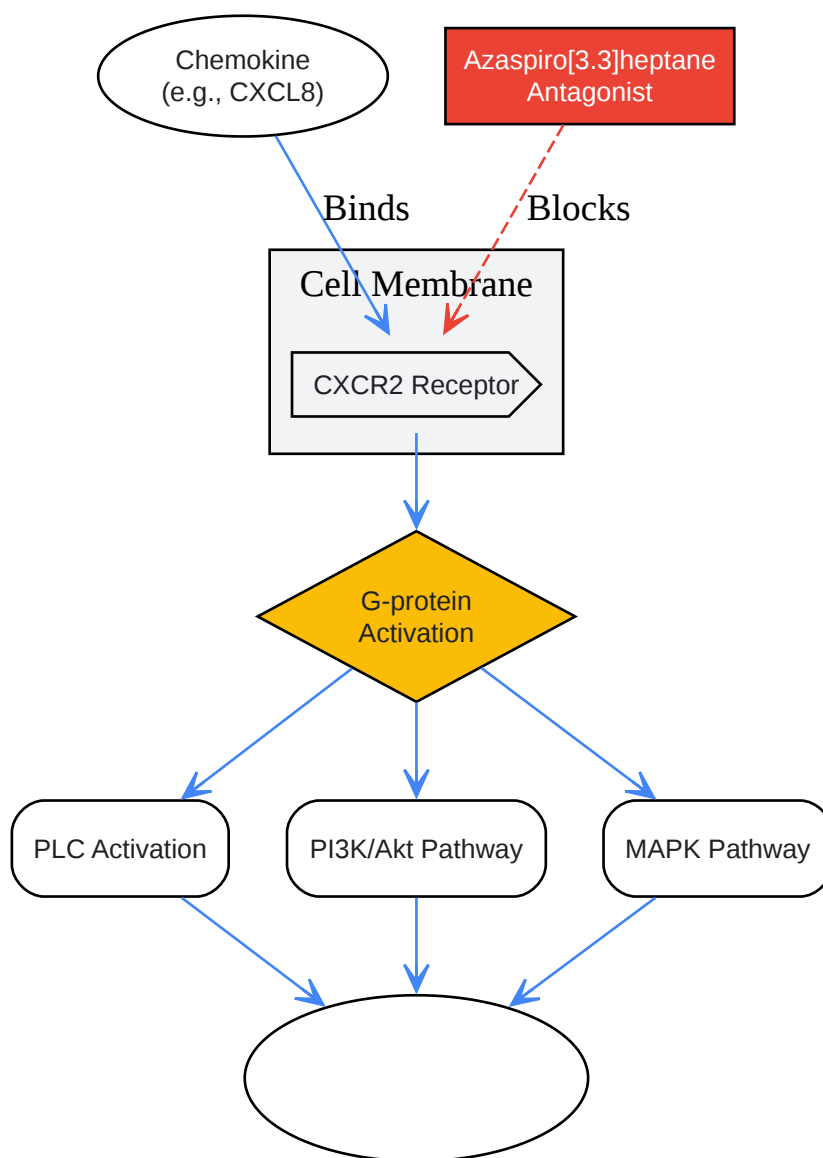 Chemokine
(e.g., CXCL8)
Azaspiro[3.3]heptane
Antagonist
Binds
Blocks
Cell Membrane
CXCR2 Receptor
G-protein
Activation
PLC Activation
PI3K/Akt Pathway
MAPK Pathway